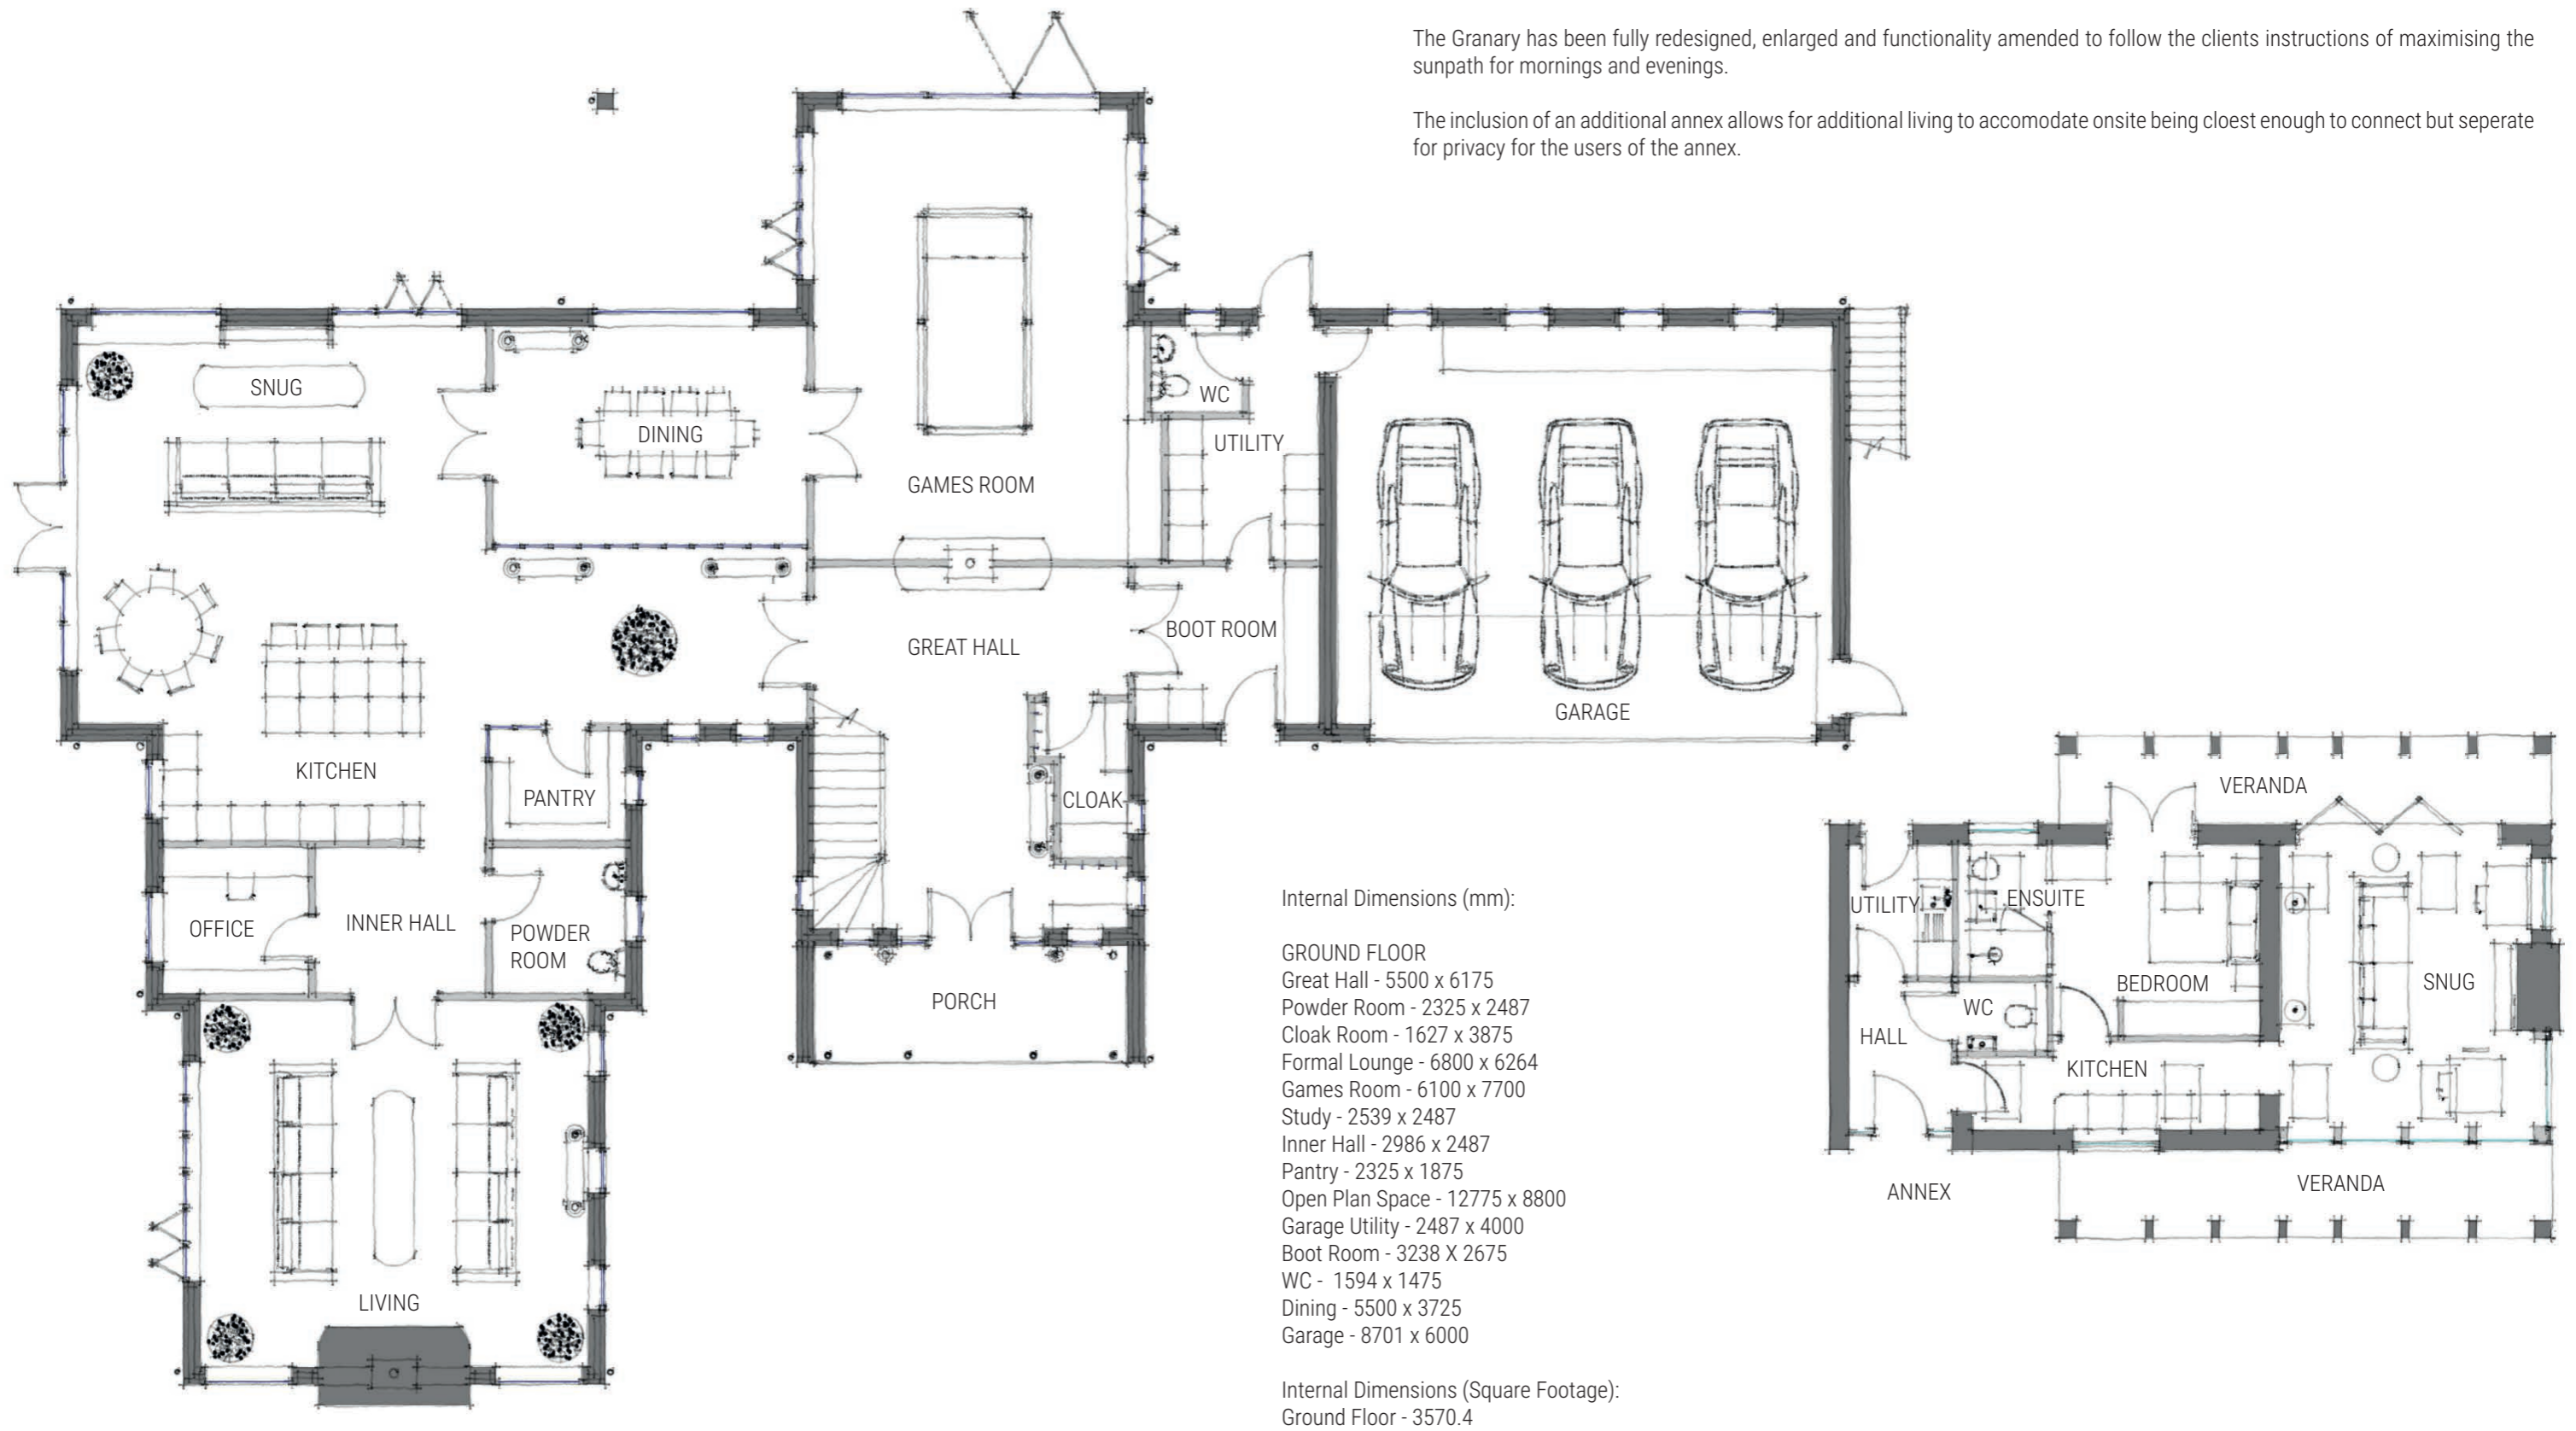 The Granary has been fully redesigned, enlarged and functionality amended to follow the clients instructions of maximising the
sunpath for mornings and evenings.
The inclusion of an additional annex allows for additional living to accomodate onsite being cloest enough to connect but seperate
for privacy for the users of the annex.
SNUG
DINING
GAMES ROOM
WC
UTILITY
GREAT HALL
BOOT ROOM
GARAGE
KITCHEN
PANTRY
CLOAK
OFFICE
INNER HALL
POWDER
ROOM
PORCH
LIVING
VERANDA
UTILITY
ENSUITE
BEDROOM
SNUG
WC
HALL
KITCHEN
VERANDA
ANNEX
Internal Dimensions (mm):
GROUND FLOOR
Great Hall - 5500 x 6175
Powder Room - 2325 x 2487
Cloak Room - 1627 x 3875
Formal Lounge - 6800 x 6264
Games Room - 6100 x 7700
Study - 2539 x 2487
Inner Hall - 2986 x 2487
Pantry - 2325 x 1875
Open Plan Space - 12775 x 8800
Garage Utility - 2487 x 4000
Boot Room - 3238 X 2675
WC -  1594 x 1475
Dining - 5500 x 3725
Garage - 8701 x 6000
Internal Dimensions (Square Footage):
Ground Floor - 3570.4